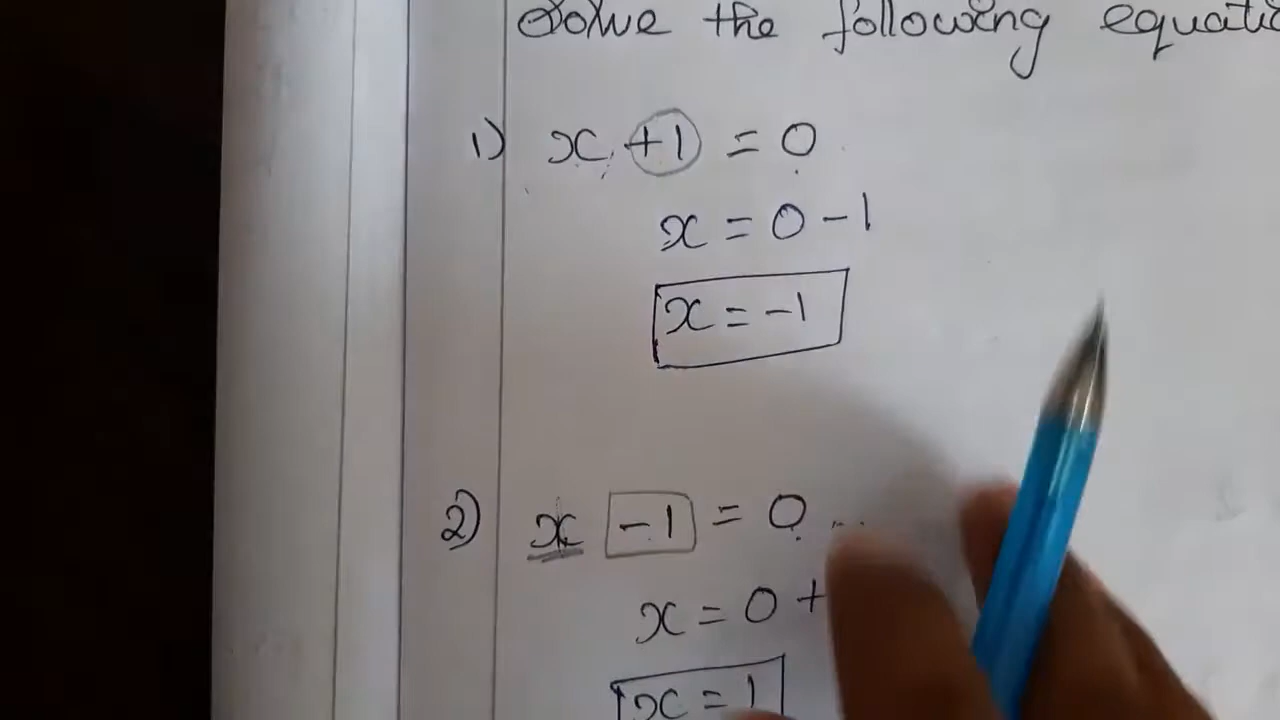 Solve the following
1) x + 1 = 0
x = 0 - 1
x = -1
2) x - 1 = 0
x = 0 +
x = 1